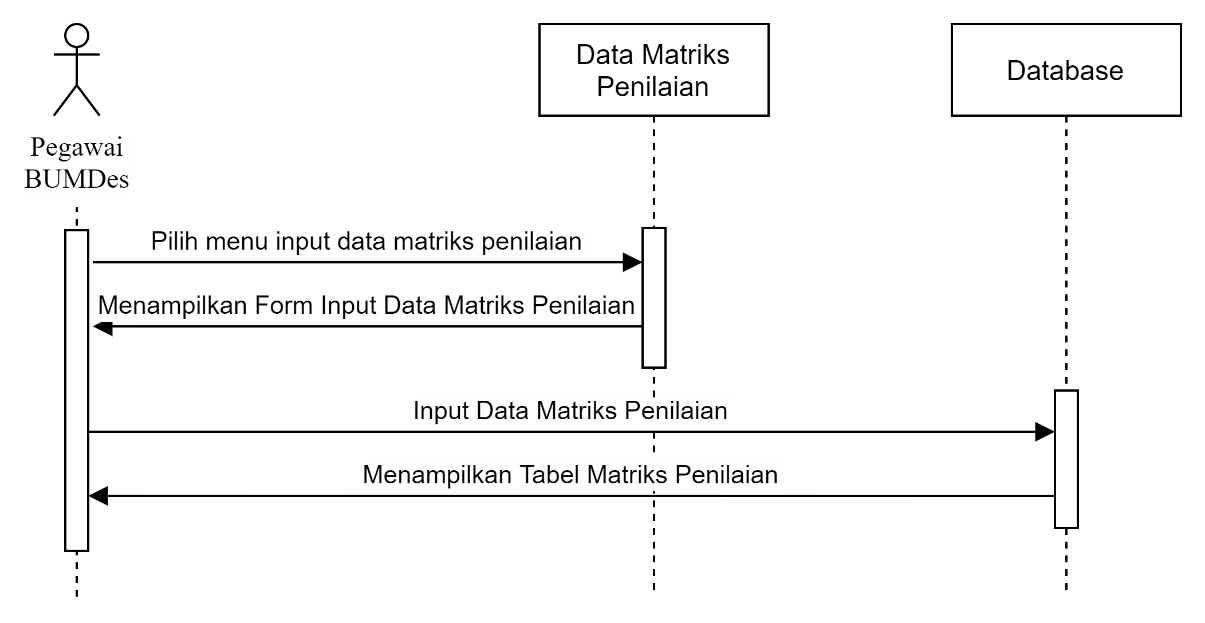 Data Matriks
Penilaian
Database
Pegawai
BUMDes
Pilih menu input data matriks penilaian
Menampilkan Form Input Data Matriks Penilaian
Input Data Matriks Penilaian
Menampilkan Tabel Matriks Penilaian